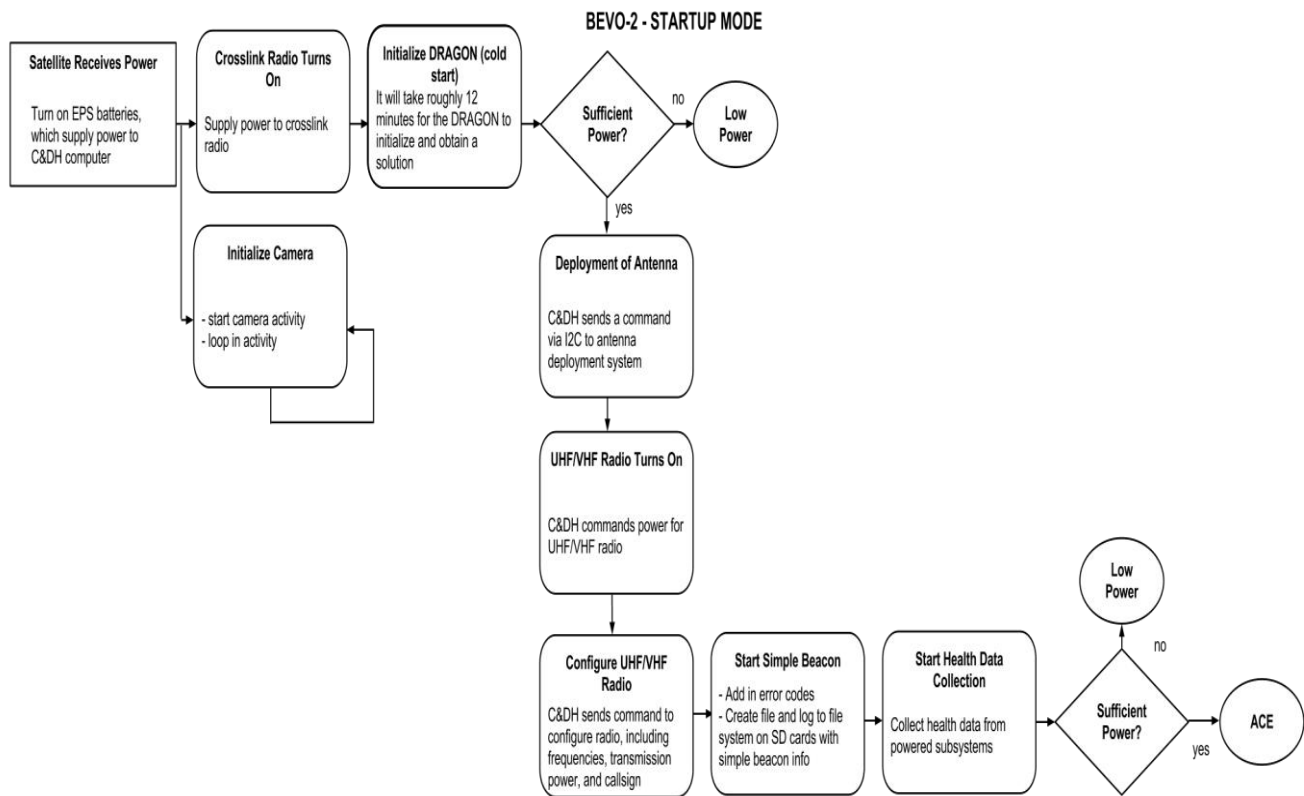 BEVO-2 - STARTUP MODE
Satellite Receives Power
Turn on EPS batteries,
which supply power to
C&DH computer
Crosslink Radio Turns
On
Supply power to crosslink
radio
Initialize DRAGON (cold
start)
It will take roughly 12
minutes for the DRAGON to
initialize and obtain a
solution
Sufficient
Power?
no
Low
Power
yes
Initialize Camera
- start camera activity
- loop in activity
Deployment of Antenna
C&DH sends a command
via I2C to antenna
deployment system
UHF/VHF Radio Turns On
C&DH commands power for
UHF/VHF radio
Configure UHF/VHF
Radio
C&DH sends command to
configure radio, including
frequencies, transmission
power, and callsign
Start Simple Beacon
- Add in error codes
- Create file and log to file
system on SD cards with
simple beacon info
Start Health Data
Collection
Collect health data from
powered subsystems
Sufficient
Power?
no
Low
Power
yes
ACE